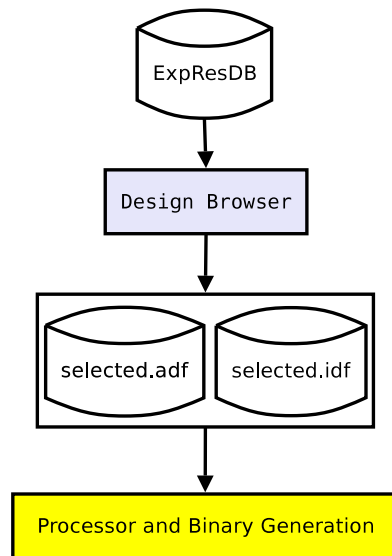 ExpResDB
Design Browser
selected.adf
selected.idf
Processor and Binary Generation